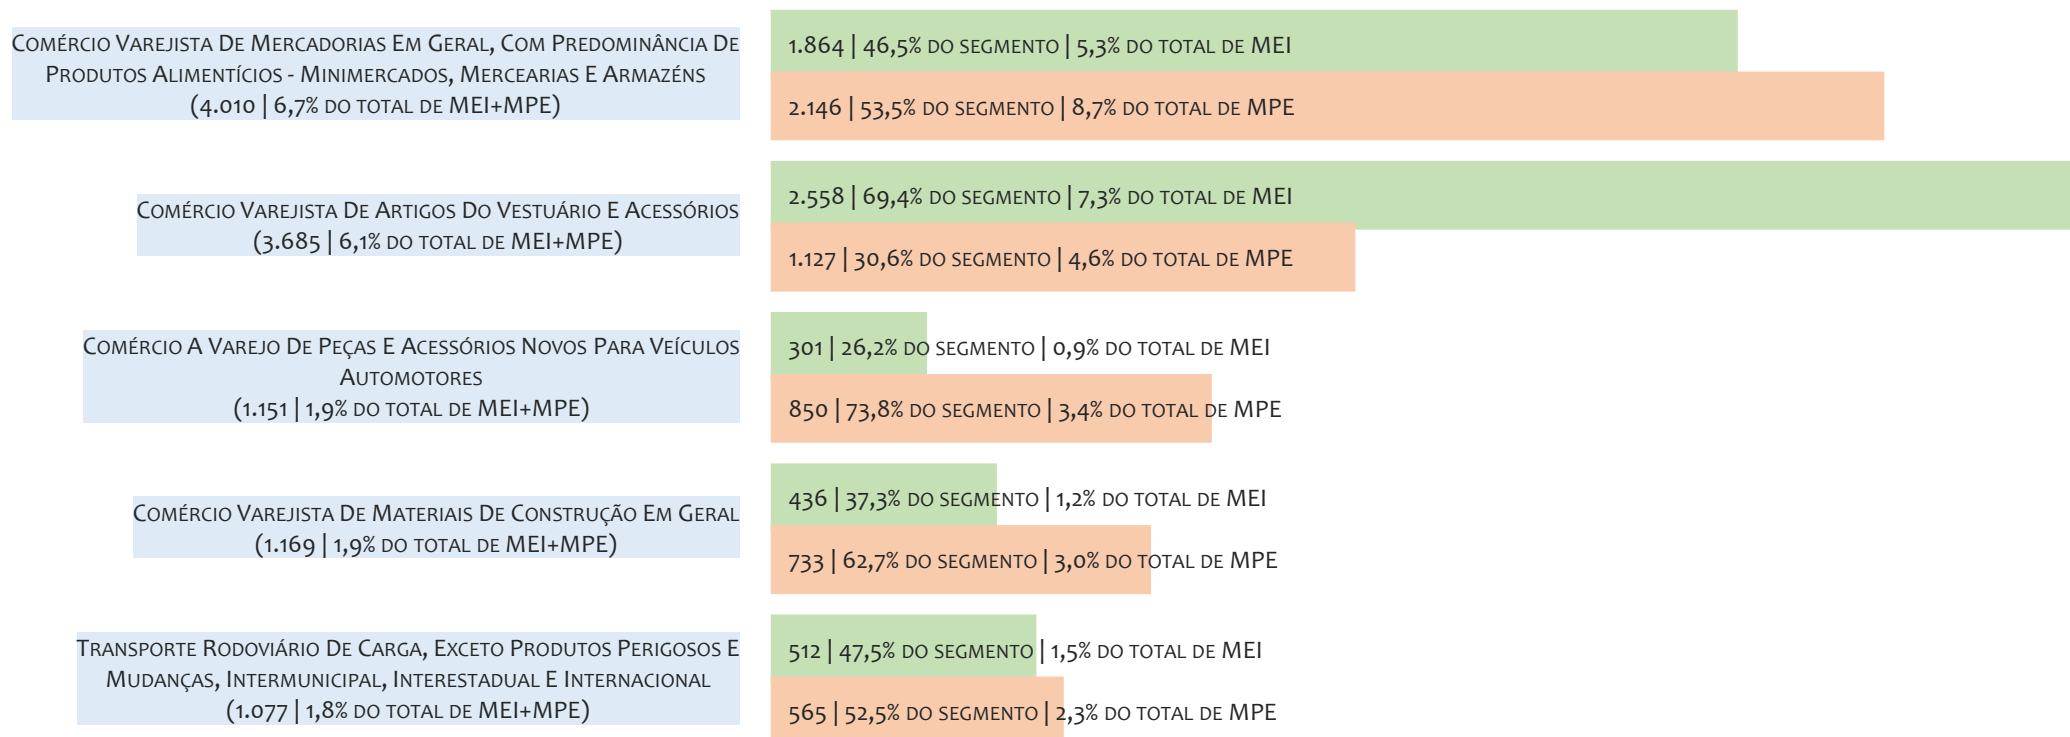 Comércio Varejista De Mercadorias Em Geral, Com Predominância De
Produtos Alimentícios - Minimercados, Mercearias E Armazéns
(4.010 | 6,7% do total de MEI+MPE)
1.864 | 46,5% do segmento | 5,3% do total de MEI
2.146 | 53,5% do segmento | 8,7% do total de MPE
Comércio Varejista De Artigos Do Vestuário E Acessórios
(3.685 | 6,1% do total de MEI+MPE)
2.558 | 69,4% do segmento | 7,3% do total de MEI
1.127 | 30,6% do segmento | 4,6% do total de MPE
Comércio A Varejo De Peças E Acessórios Novos Para Veículos
Automotores
(1.151 | 1,9% do total de MEI+MPE)
301 | 26,2% do segmento | 0,9% do total de MEI
850 | 73,8% do segmento | 3,4% do total de MPE
Comércio Varejista De Materiais De Construção Em Geral
(1.169 | 1,9% do total de MEI+MPE)
436 | 37,3% do segmento | 1,2% do total de MEI
733 | 62,7% do segmento | 3,0% do total de MPE
Transporte Rodoviário De Carga, Exceto Produtos Perigosos E
Mudanças, Intermunicipal, Interestadual E Internacional
(1.077 | 1,8% do total de MEI+MPE)
512 | 47,5% do segmento | 1,5% do total de MEI
565 | 52,5% do segmento | 2,3% do total de MPE